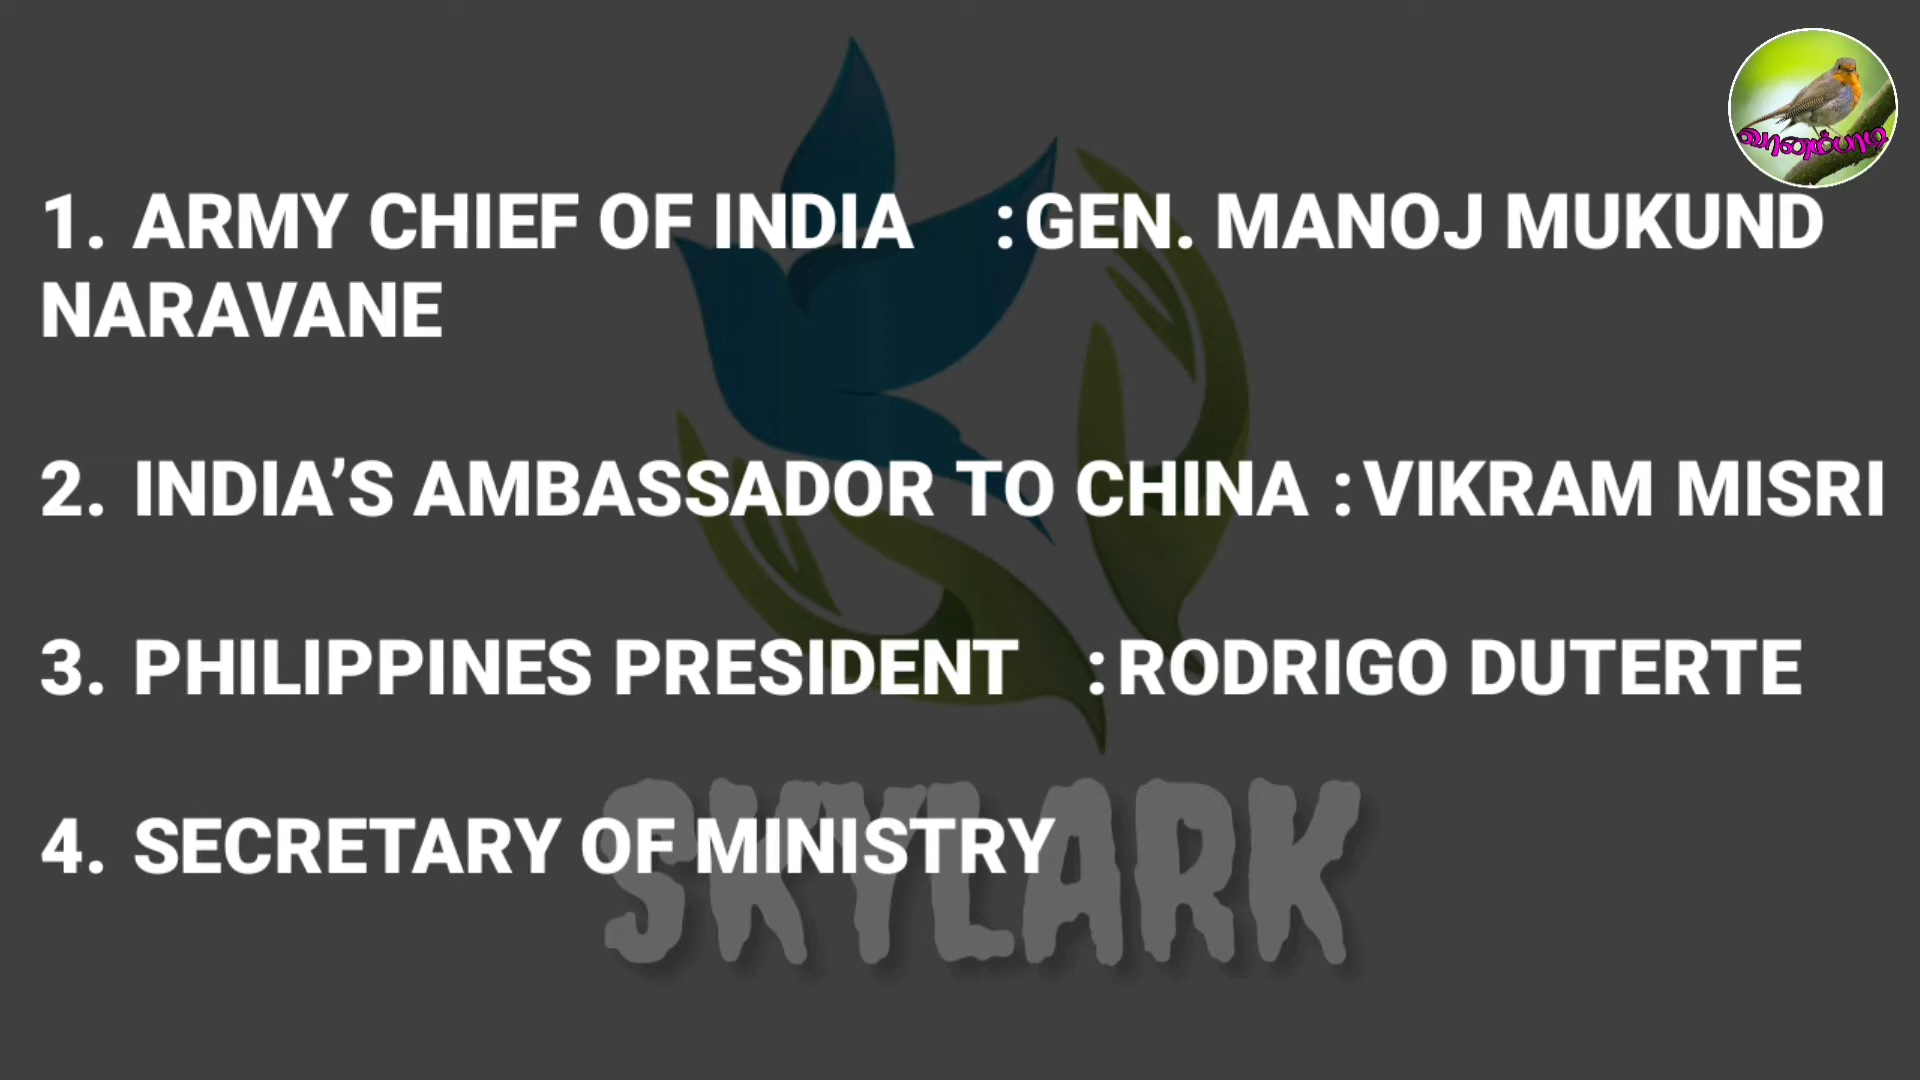 வானம்பாடி
1. ARMY CHIEF OF INDIA :GEN. MANOJ MUKUND
NARAVANE
2. INDIA’S AMBASSADOR TO CHINA :VIKRAM MISRI
3. PHILIPPINES PRESIDENT :RODRIGO DUTERTE
4. SECRETARY OF MINISTRY
SKYLARK